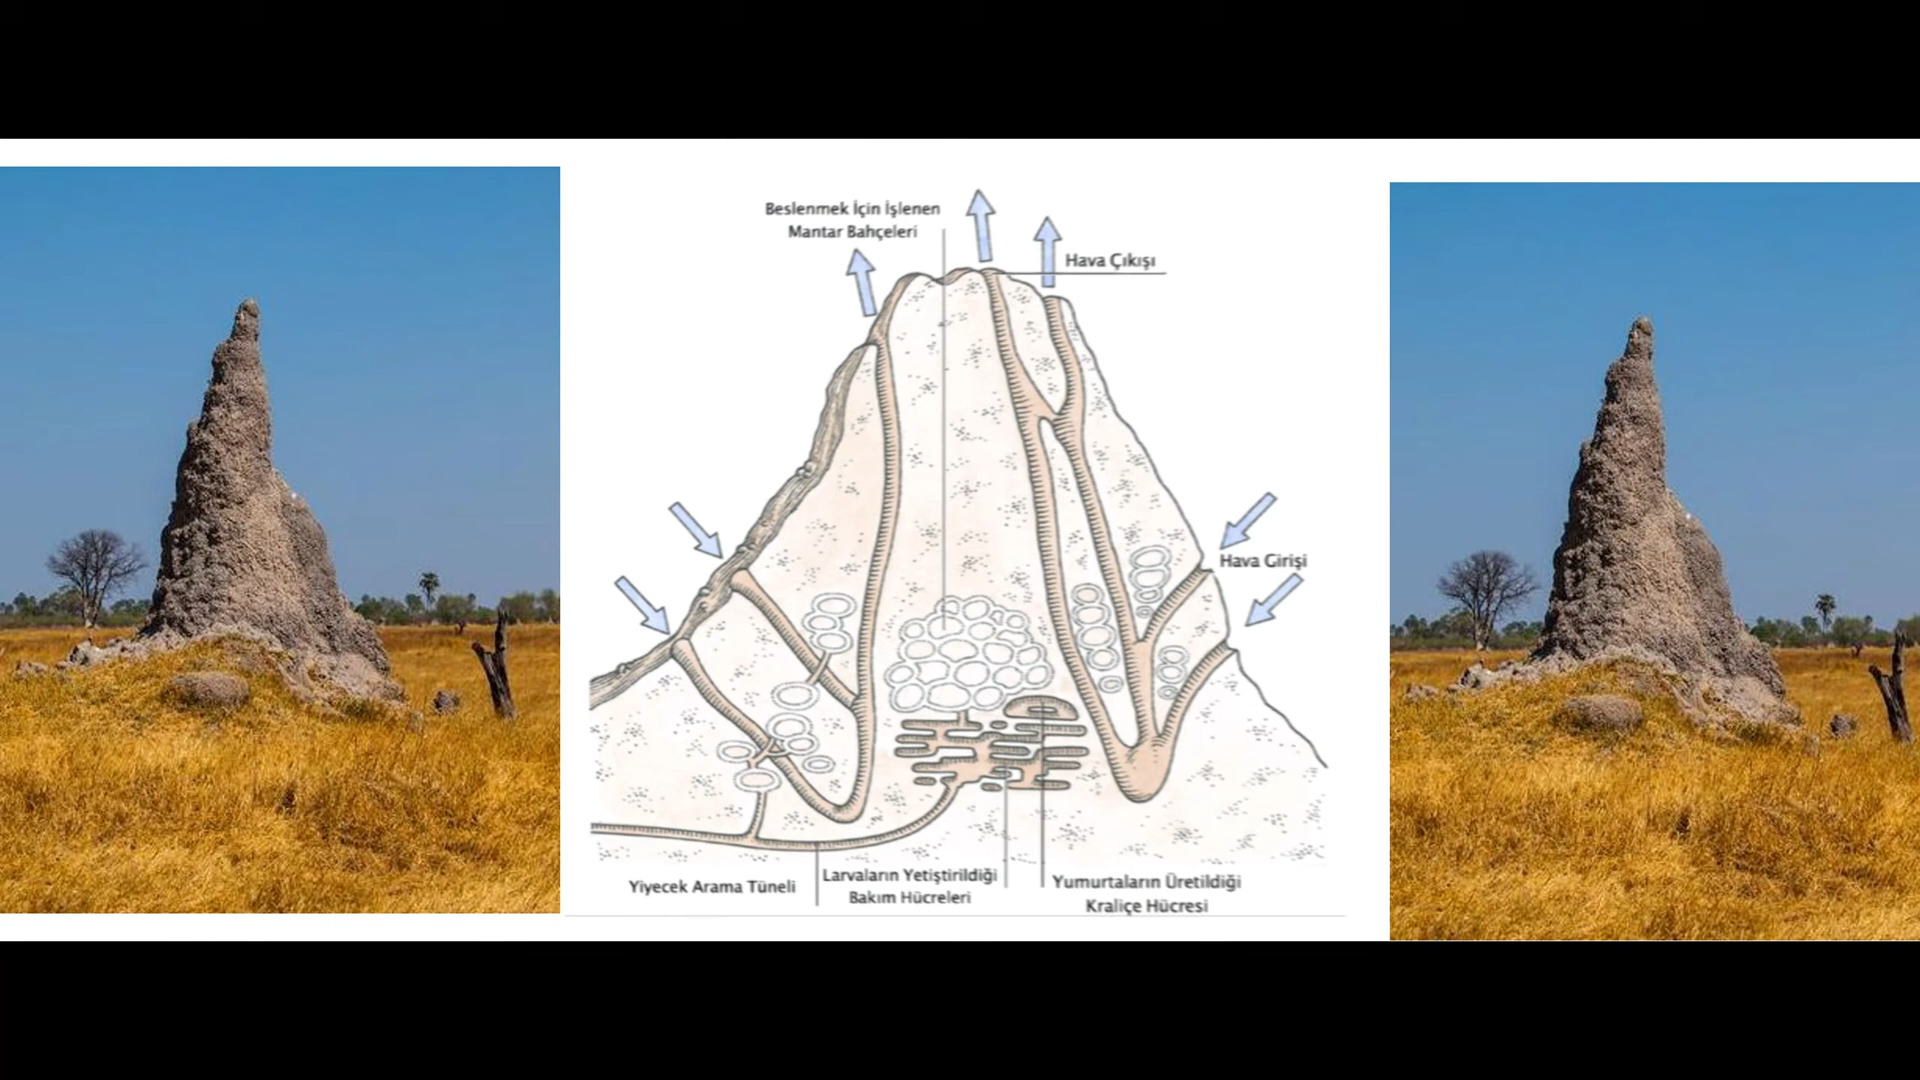 Beslenmek İçin İşlenen
Mantar Bahçeleri
Hava Çıkışı
Hava Girişi
Yiyecek Arama Tüneli
Larvaların Yetiştirildiği
Bakım Hücreleri
Yumurtaların Üretildiği
Kraliçe Hücresi